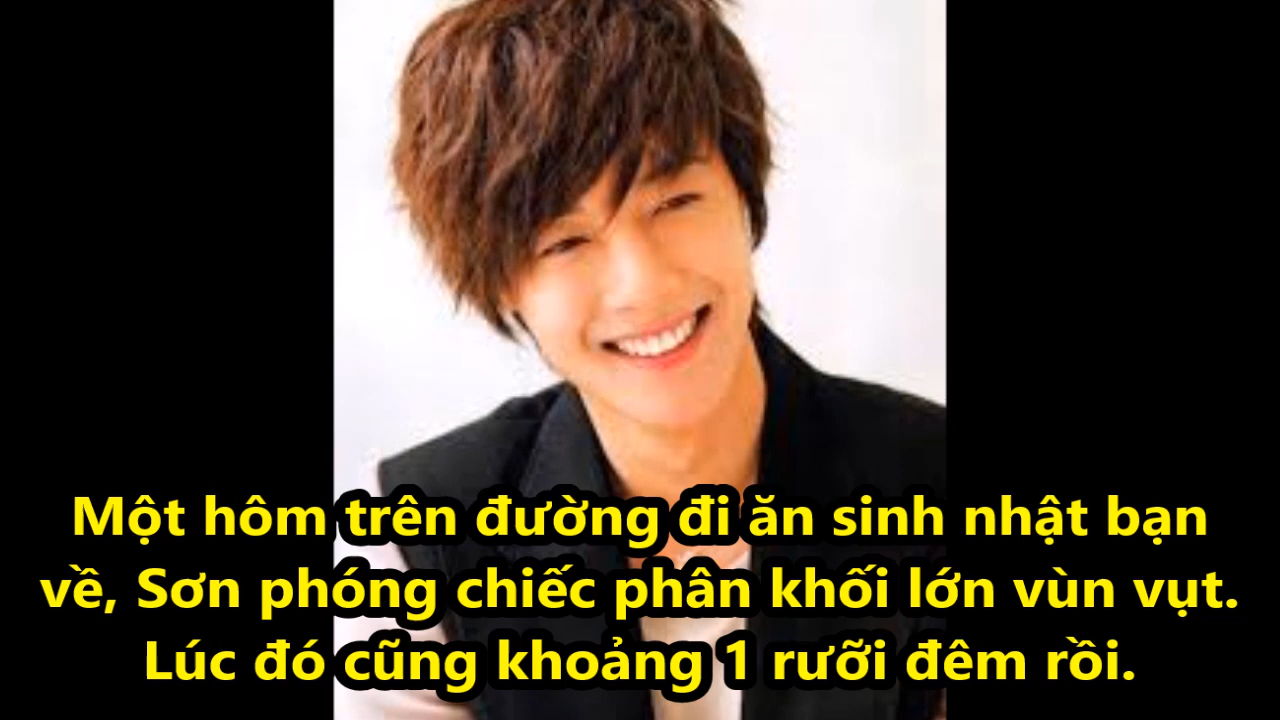 Một hôm trên đường đi ăn sinh nhật bạn
về, Sơn phóng chiếc phân khối lớn vùn vụt.
Lúc đó cũng khoảng 1 rưỡi đêm rồi.